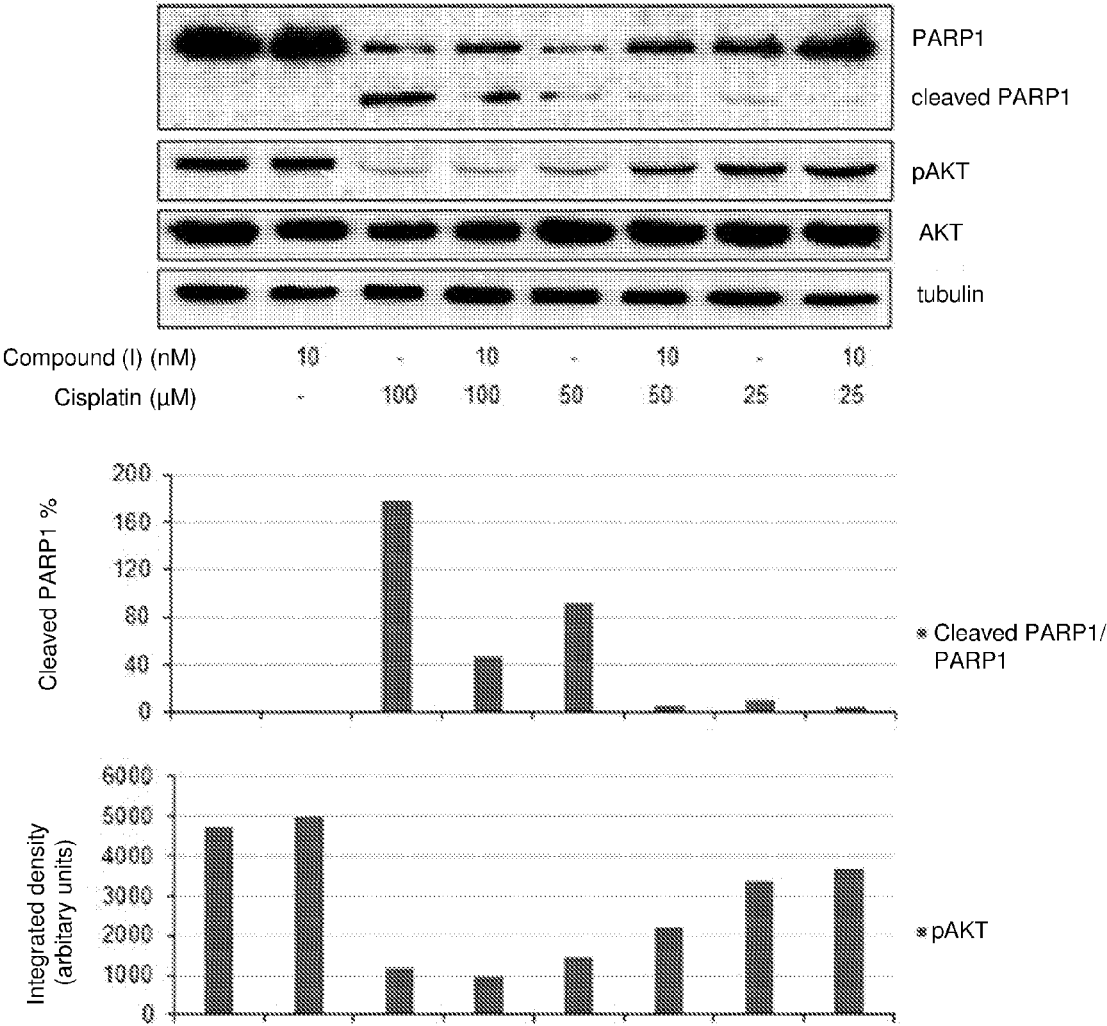 PARP1
cleaved PARP1
pAKT
AKT
tubulin
Compound (I) (nM) 10 - 10 - 10 - 10
Cisplatin (μM) - 100 100 50 50 25 25
200
160
120
80
40
0
Cleaved PARP1 %
Cleaved PARP1/
PARP1
6000
5000
4000
3000
2000
1000
0
Integrated density
(arbitary units)
pAKT